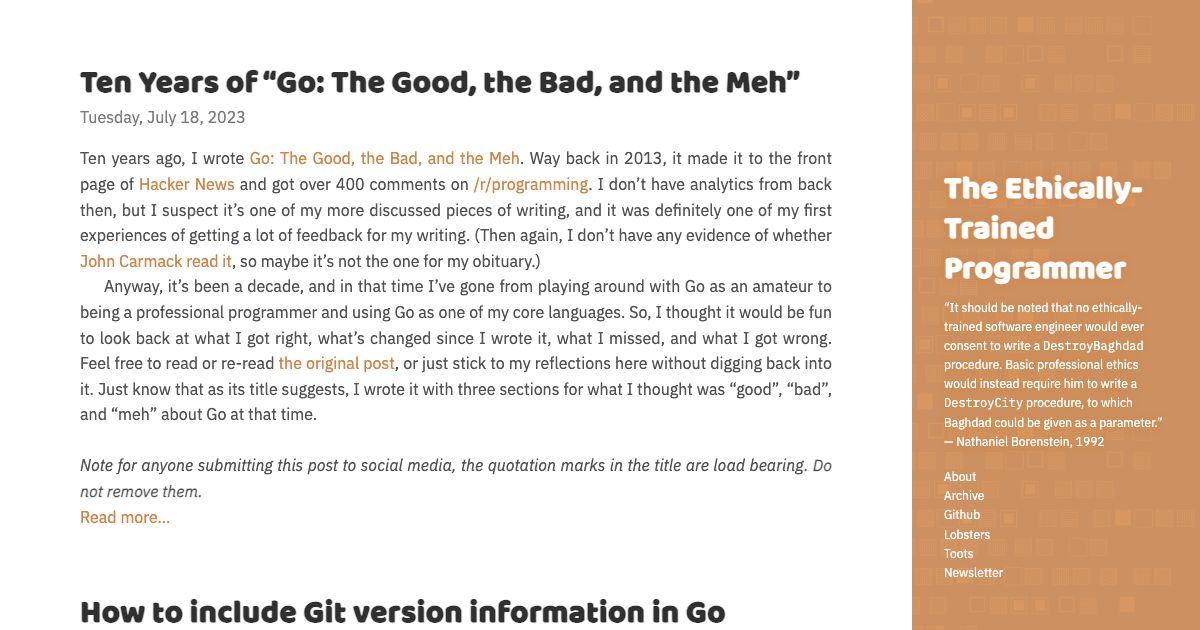 Ten Years of “Go: The Good, the Bad, and the Meh”
Tuesday, July 18, 2023
Ten years ago, I wrote Go: The Good, the Bad, and the Meh. Way back in 2013, it made it to the front
page of Hacker News and got over 400 comments on /r/programming. I don’t have analytics from back
then, but I suspect it’s one of my more discussed pieces of writing, and it was definitely one of my first
experiences of getting a lot of feedback for my writing. (Then again, I don’t have any evidence of whether
John Carmack read it, so maybe it’s not the one for my obituary.)
Anyway, it’s been a decade, and in that time I’ve gone from playing around with Go as an amateur to
being a professional programmer and using Go as one of my core languages. So, I thought it would be fun
to look back at what I got right, what’s changed since I wrote it, what I missed, and what I got wrong.
Feel free to read or re-read the original post, or just stick to my reflections here without digging back into
it. Just know that as its title suggests, I wrote it with three sections for what I thought was “good”, “bad”,
and “meh” about Go at that time.
Note for anyone submitting this post to social media, the quotation marks in the title are load bearing. Do
not remove them.
Read more…
How to include Git version information in Go
The Ethically-
Trained
Programmer
“It should be noted that no ethically-
trained software engineer would ever
consent to write a DestroyBaghdad
procedure. Basic professional ethics
would instead require him to write a
DestroyCity procedure, to which
Baghdad could be given as a parameter.”
— Nathaniel Borenstein, 1992
About
Archive
Github
Lobsters
Toots
Newsletter